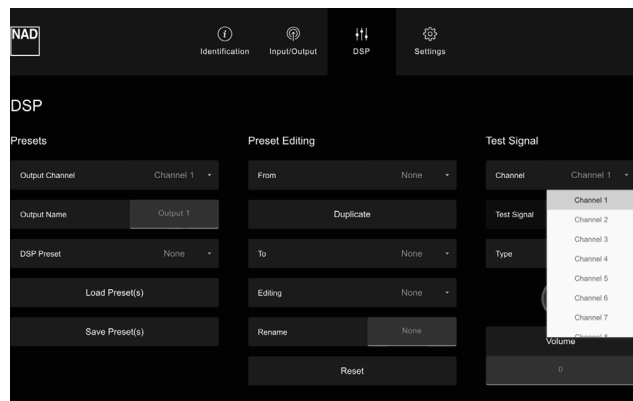 NAD
Identification
Input/Output
DSP
Settings
DSP
Presets
Output Channel
Channel 1
Output Name
Output 1
DSP Preset
None
Load Preset(s)
Save Preset(s)
Preset Editing
From
None
Duplicate
To
None
Editing
None
Rename
None
Reset
Test Signal
Channel
Channel 1
Test Signal
Type
Channel 1
Channel 2
Channel 3
Channel 4
Channel 5
Channel 6
Channel 7
Channel 8
Volume
0